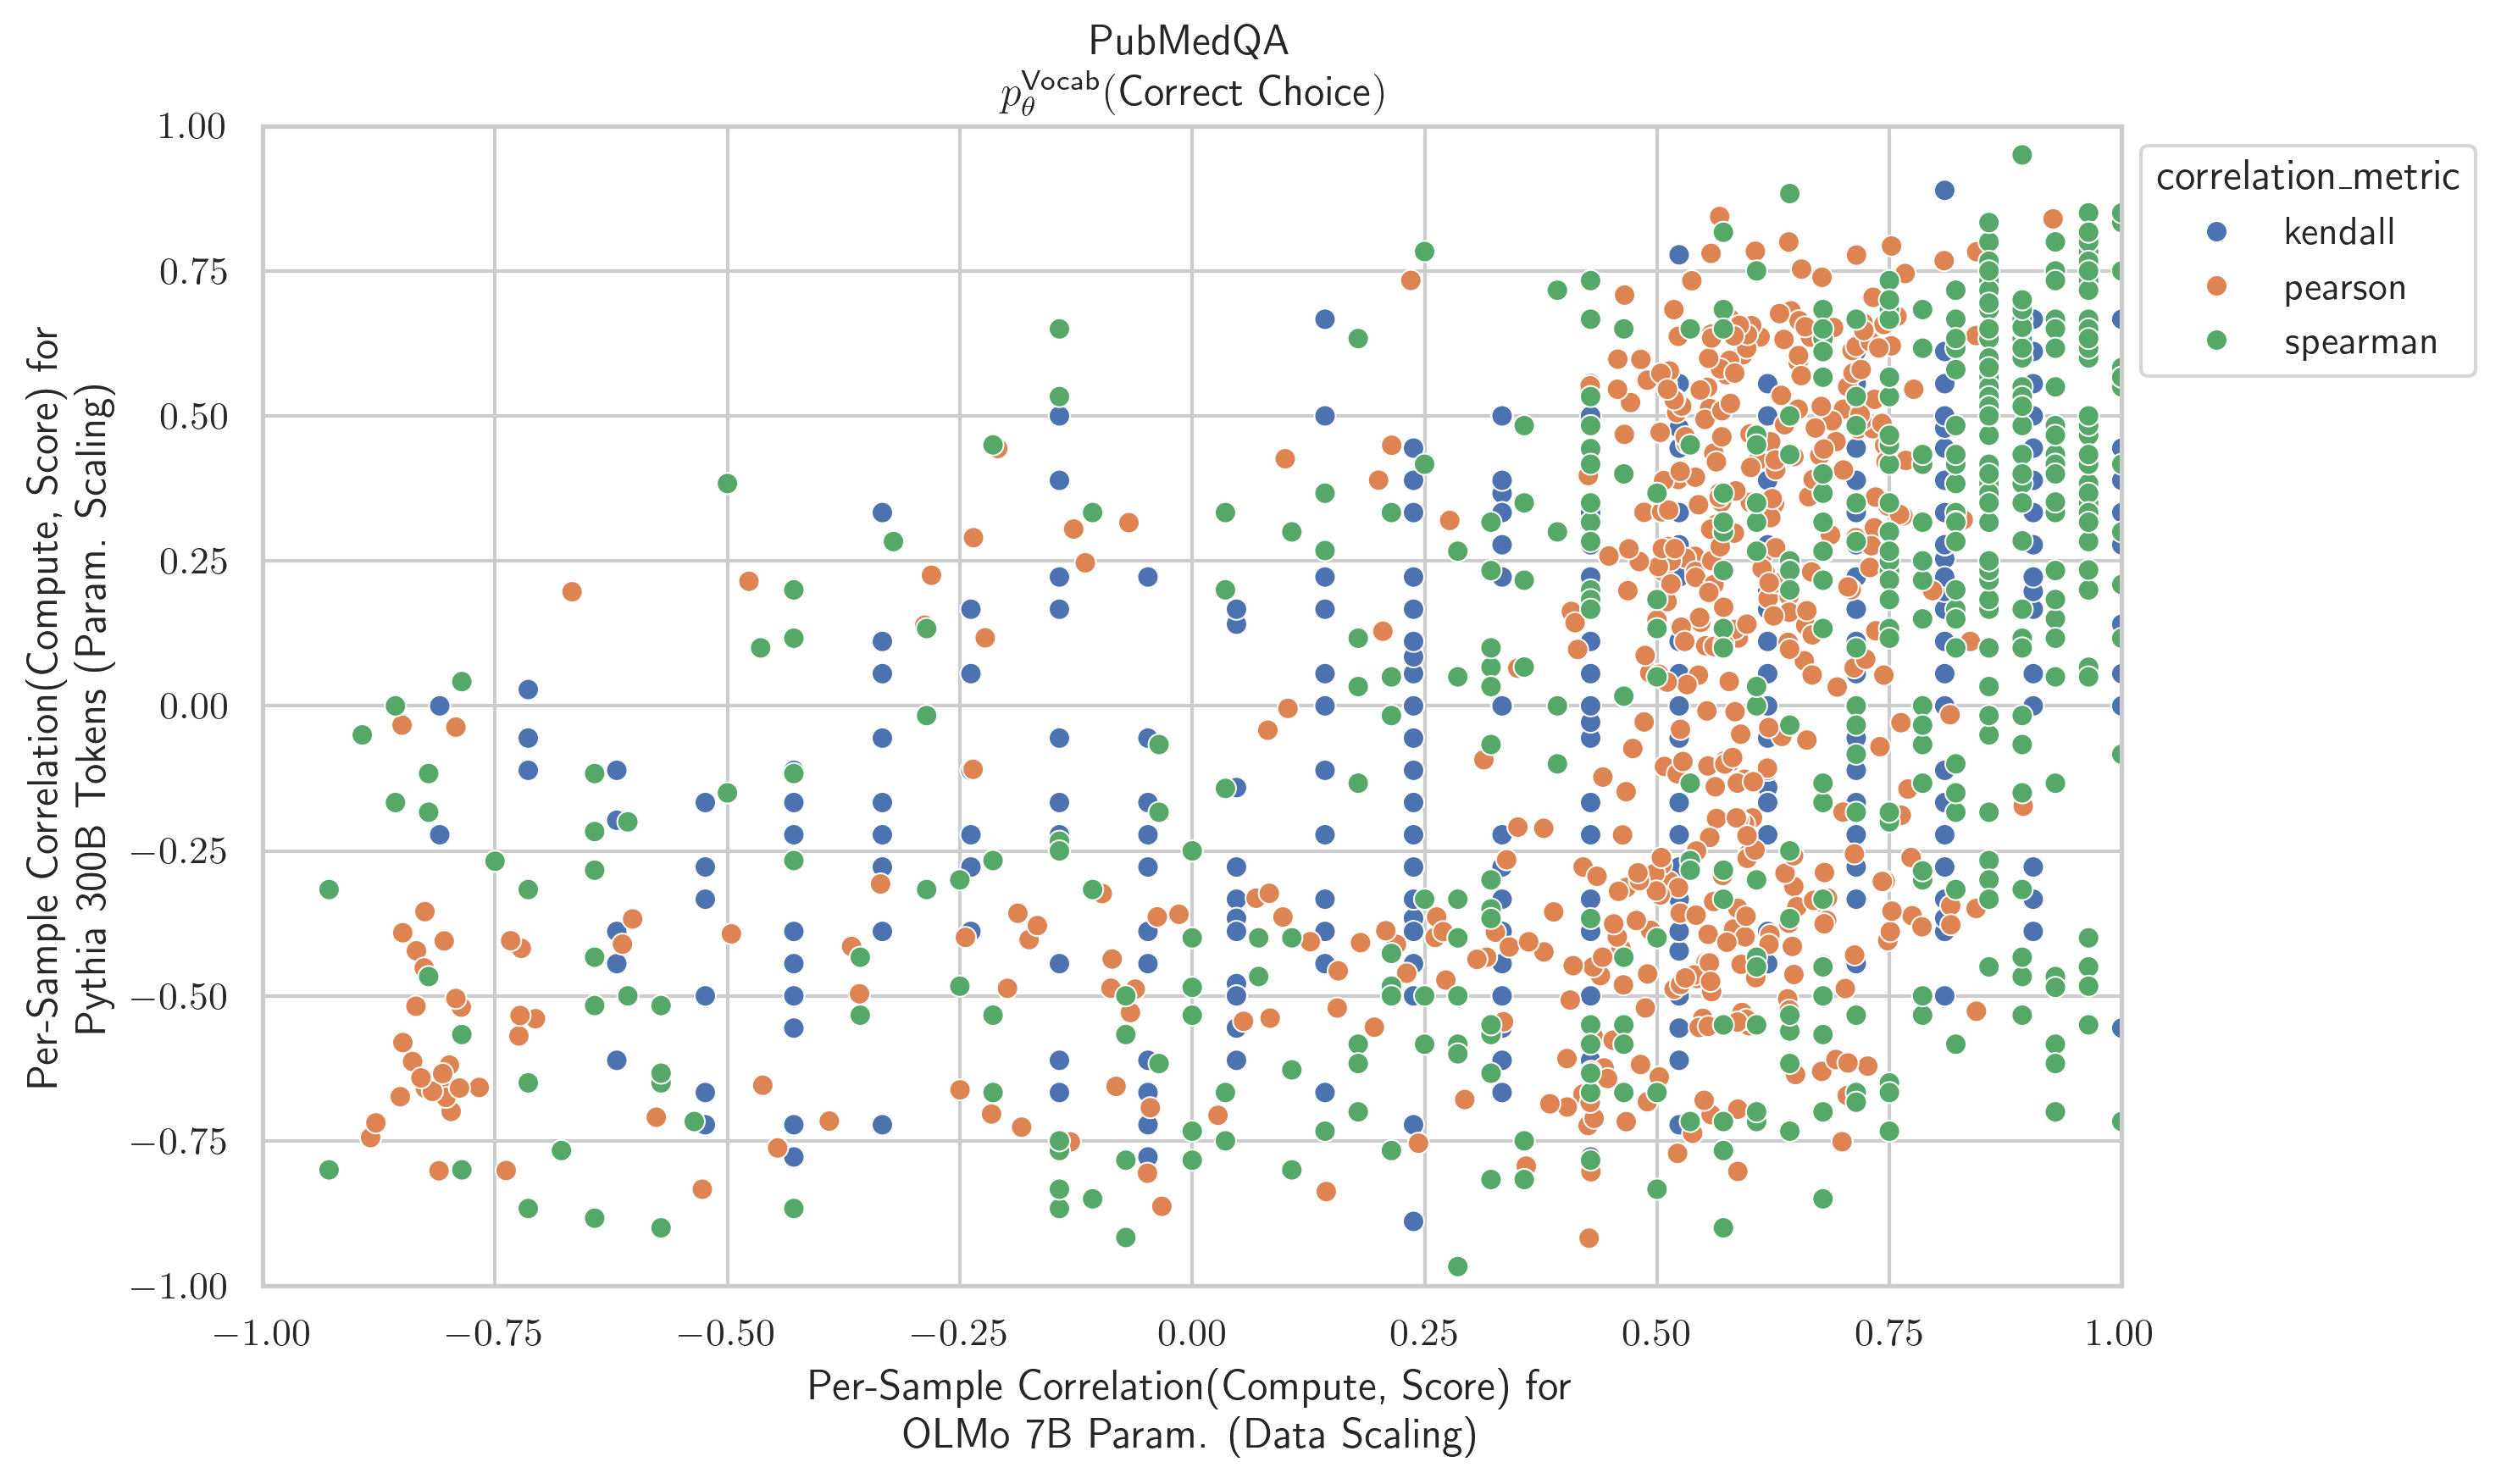 PubMedQA
p_θ^Vocab(Correct Choice)
Per-Sample Correlation(Compute, Score) for
Pythia 300B Tokens (Param. Scaling)
1.00
0.75
0.50
0.25
0.00
−0.25
−0.50
−0.75
−1.00
−1.00 −0.75 −0.50 −0.25 0.00 0.25 0.50 0.75 1.00
Per-Sample Correlation(Compute, Score) for
OLMo 7B Param. (Data Scaling)
correlation_metric
kendall
pearson
spearman